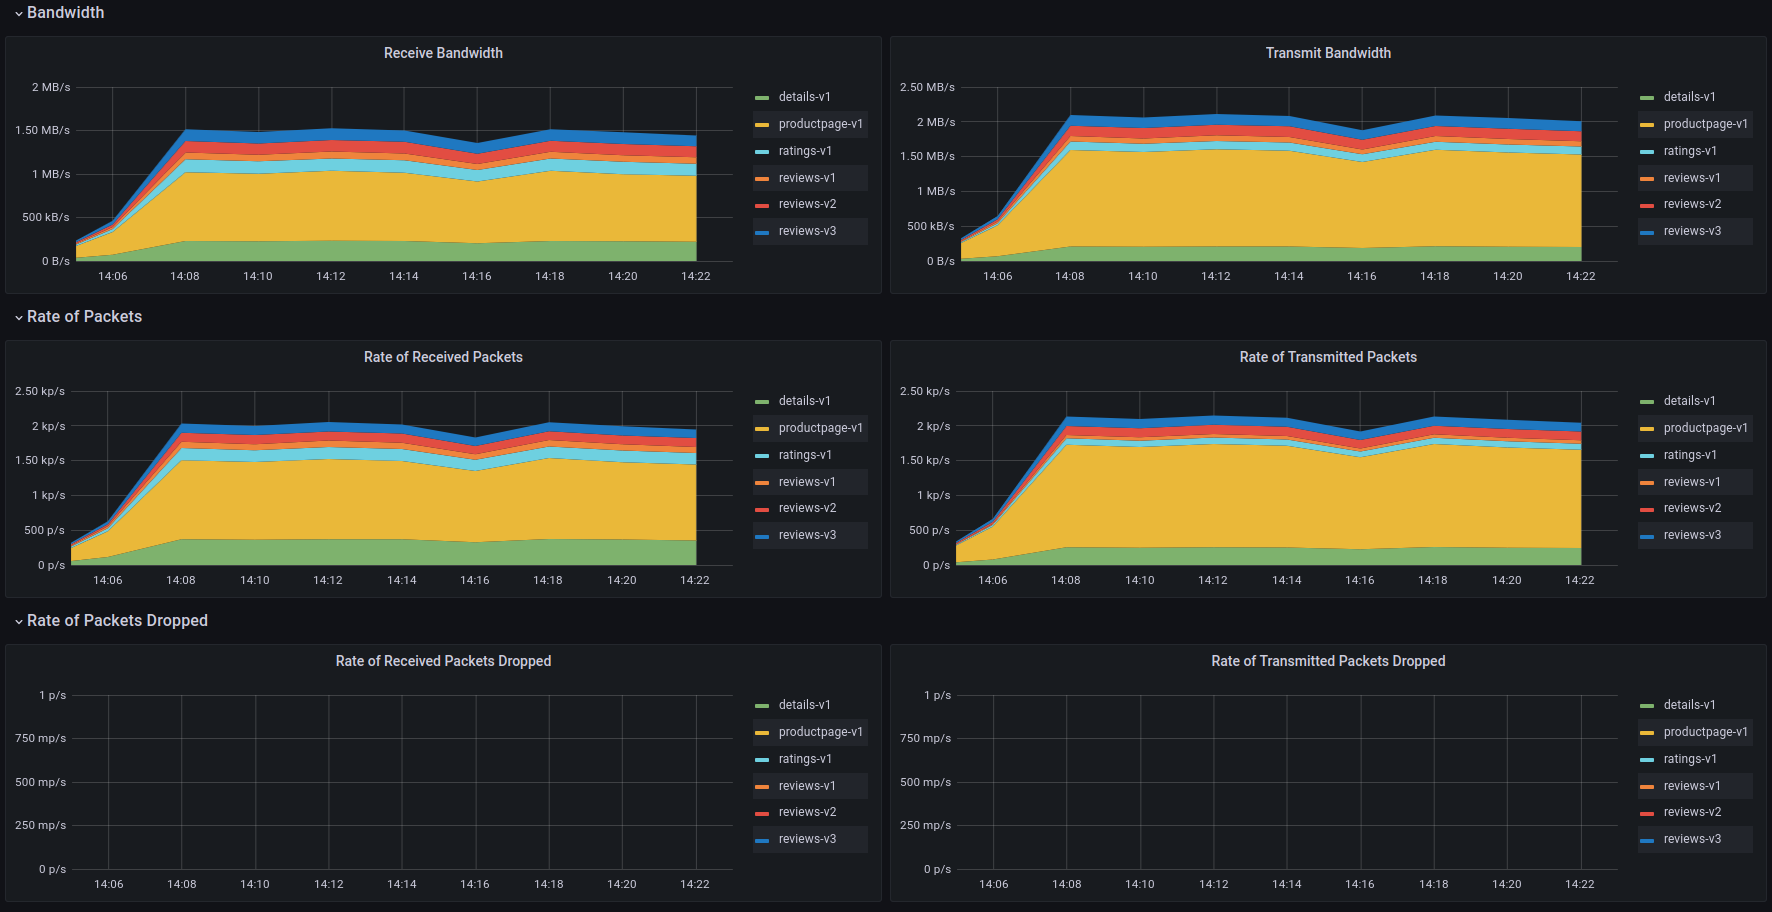 Bandwidth
Receive Bandwidth
2 MB/s
1.50 MB/s
1 MB/s
500 kB/s
0 B/s
14:06 14:08 14:10 14:12 14:14 14:16 14:18 14:20 14:22
details-v1
productpage-v1
ratings-v1
reviews-v1
reviews-v2
reviews-v3
Transmit Bandwidth
2.50 MB/s
2 MB/s
1.50 MB/s
1 MB/s
500 kB/s
0 B/s
14:06 14:08 14:10 14:12 14:14 14:16 14:18 14:20 14:22
details-v1
productpage-v1
ratings-v1
reviews-v1
reviews-v2
reviews-v3
Rate of Packets
Rate of Received Packets
2.50 kp/s
2 kp/s
1.50 kp/s
1 kp/s
500 p/s
0 p/s
14:06 14:08 14:10 14:12 14:14 14:16 14:18 14:20 14:22
details-v1
productpage-v1
ratings-v1
reviews-v1
reviews-v2
reviews-v3
Rate of Transmitted Packets
2.50 kp/s
2 kp/s
1.50 kp/s
1 kp/s
500 p/s
0 p/s
14:06 14:08 14:10 14:12 14:14 14:16 14:18 14:20 14:22
details-v1
productpage-v1
ratings-v1
reviews-v1
reviews-v2
reviews-v3
Rate of Packets Dropped
Rate of Received Packets Dropped
1 p/s
750 mp/s
500 mp/s
250 mp/s
0 p/s
14:06 14:08 14:10 14:12 14:14 14:16 14:18 14:20 14:22
details-v1
productpage-v1
ratings-v1
reviews-v1
reviews-v2
reviews-v3
Rate of Transmitted Packets Dropped
1 p/s
750 mp/s
500 mp/s
250 mp/s
0 p/s
14:06 14:08 14:10 14:12 14:14 14:16 14:18 14:20 14:22
details-v1
productpage-v1
ratings-v1
reviews-v1
reviews-v2
reviews-v3